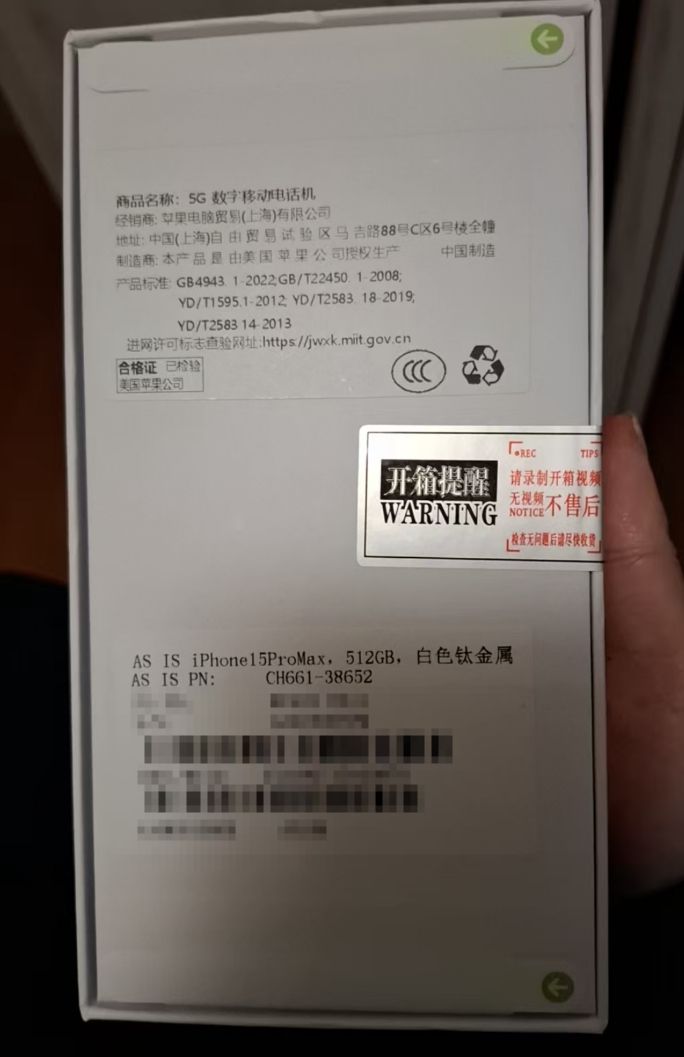 商品名称: 5G 数字移动电话机
经销商: 苹果电脑贸易(上海)有限公司
地址: 中国(上海)自由贸易试验区马吉路88号C区6号楼全幢
制造商: 本产品是由美国苹果公司授权生产 中国制造
产品标准: GB4943. 1-2022;GB/T22450. 1-2008;
YD/T1595.1-2012; YD/T2583. 18-2019;
YD/T2583 14-2013
进网许可标志查验网址:https://jwxk.miit.gov.cn
合格证 已检验
美国苹果公司
CCC
REC TIPS
开箱提醒
WARNING
请录制开箱视频
无视频
NOTICE
不售后
检查无问题后请尽快收货
AS IS iPhone15ProMax, 512GB, 白色钛金属
AS IS PN: CH661-38652